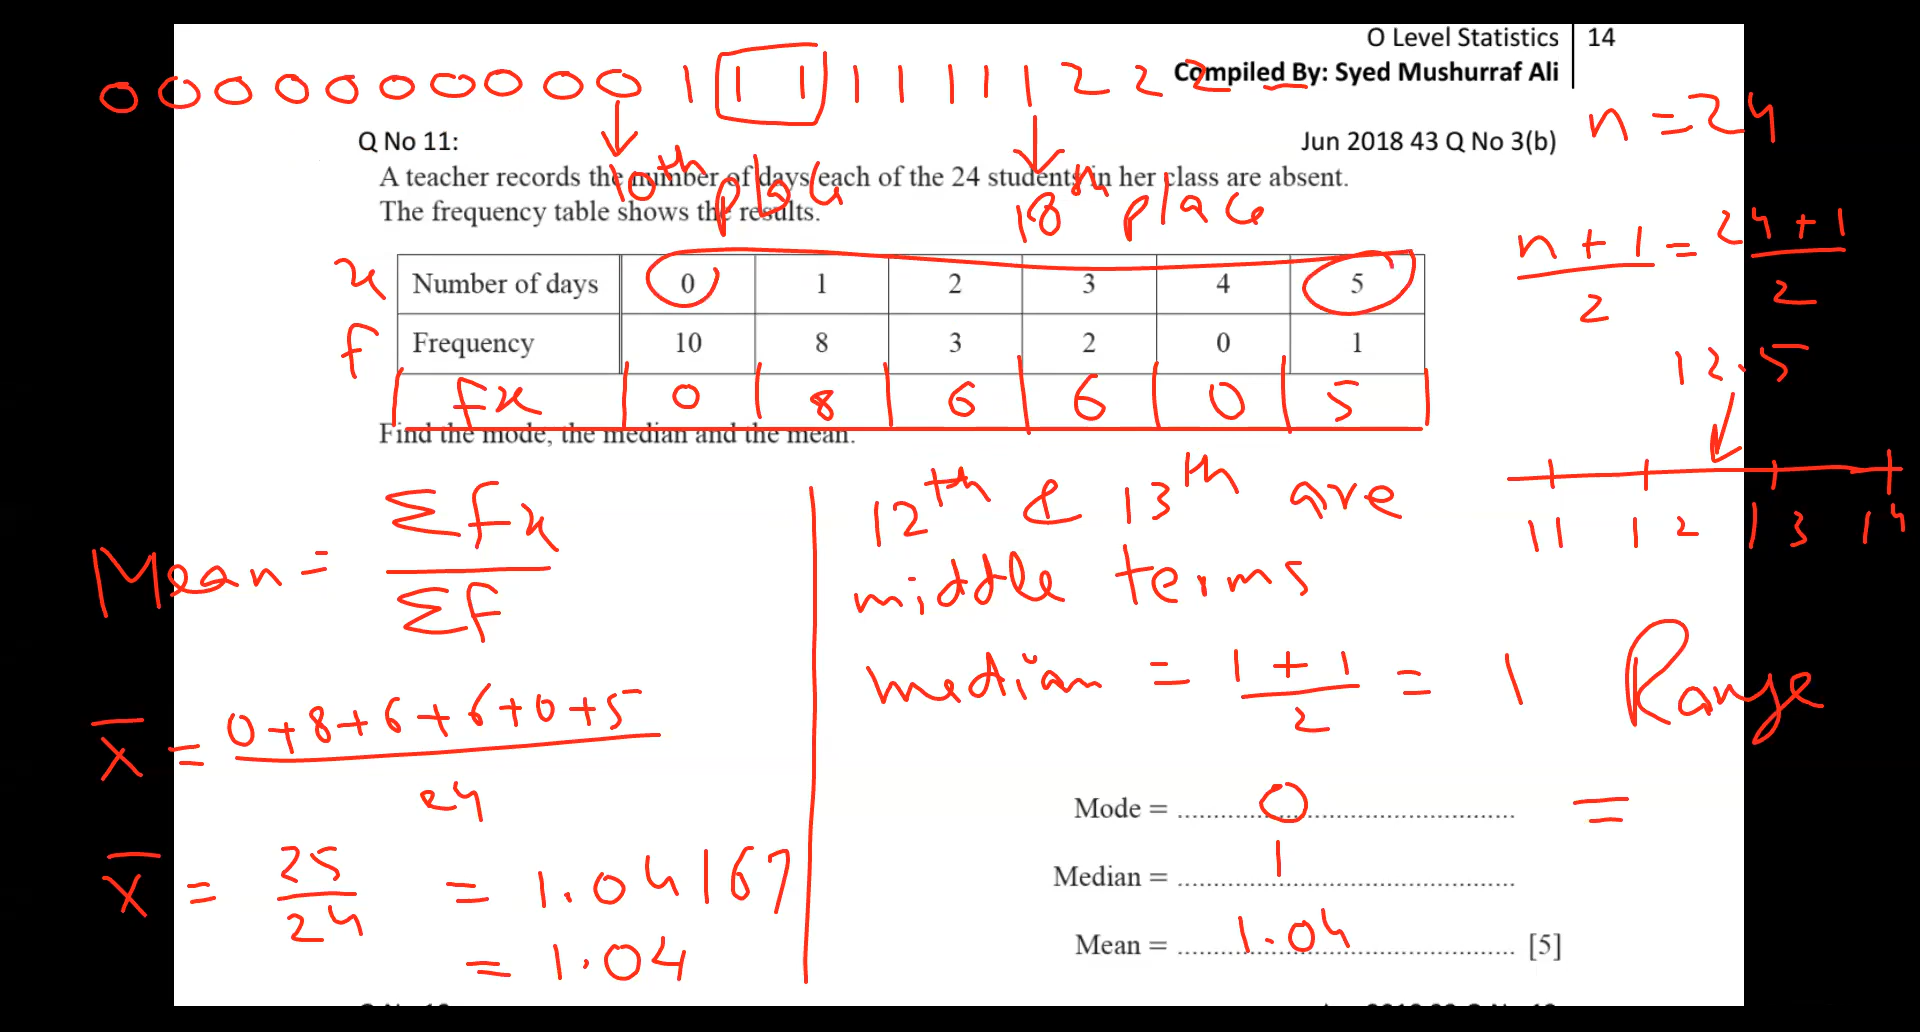 O Level Statistics | 14
Compiled By: Syed Mushurraf Ali
0 0 0 0 0 0 0 0 0 0 1 1 1 1 1 1 1 1 2 2 2
n = 24
Q No 11:
Jun 2018 43 Q No 3(b)
10th place
18th place
A teacher records the number of days each of the 24 students in her class are absent.
The frequency table shows the results.
x Number of days 0 1 2 3 4 5
f Frequency 10 8 3 2 0 1
fx 0 8 6 6 0 5
n + 1 / 2 = 24 + 1 / 2
12.5
11 12 13 14
Find the mode, the median and the mean.
Mean = Σfx / Σf
x̄ = 0+8+6+6+0+5 / 24
x̄ = 25 / 24 = 1.04167
= 1.04
12th & 13th are
middle terms
median = 1 + 1 / 2 = 1
Range
=
Mode = 0
Median = 1
Mean = 1.04 [5]